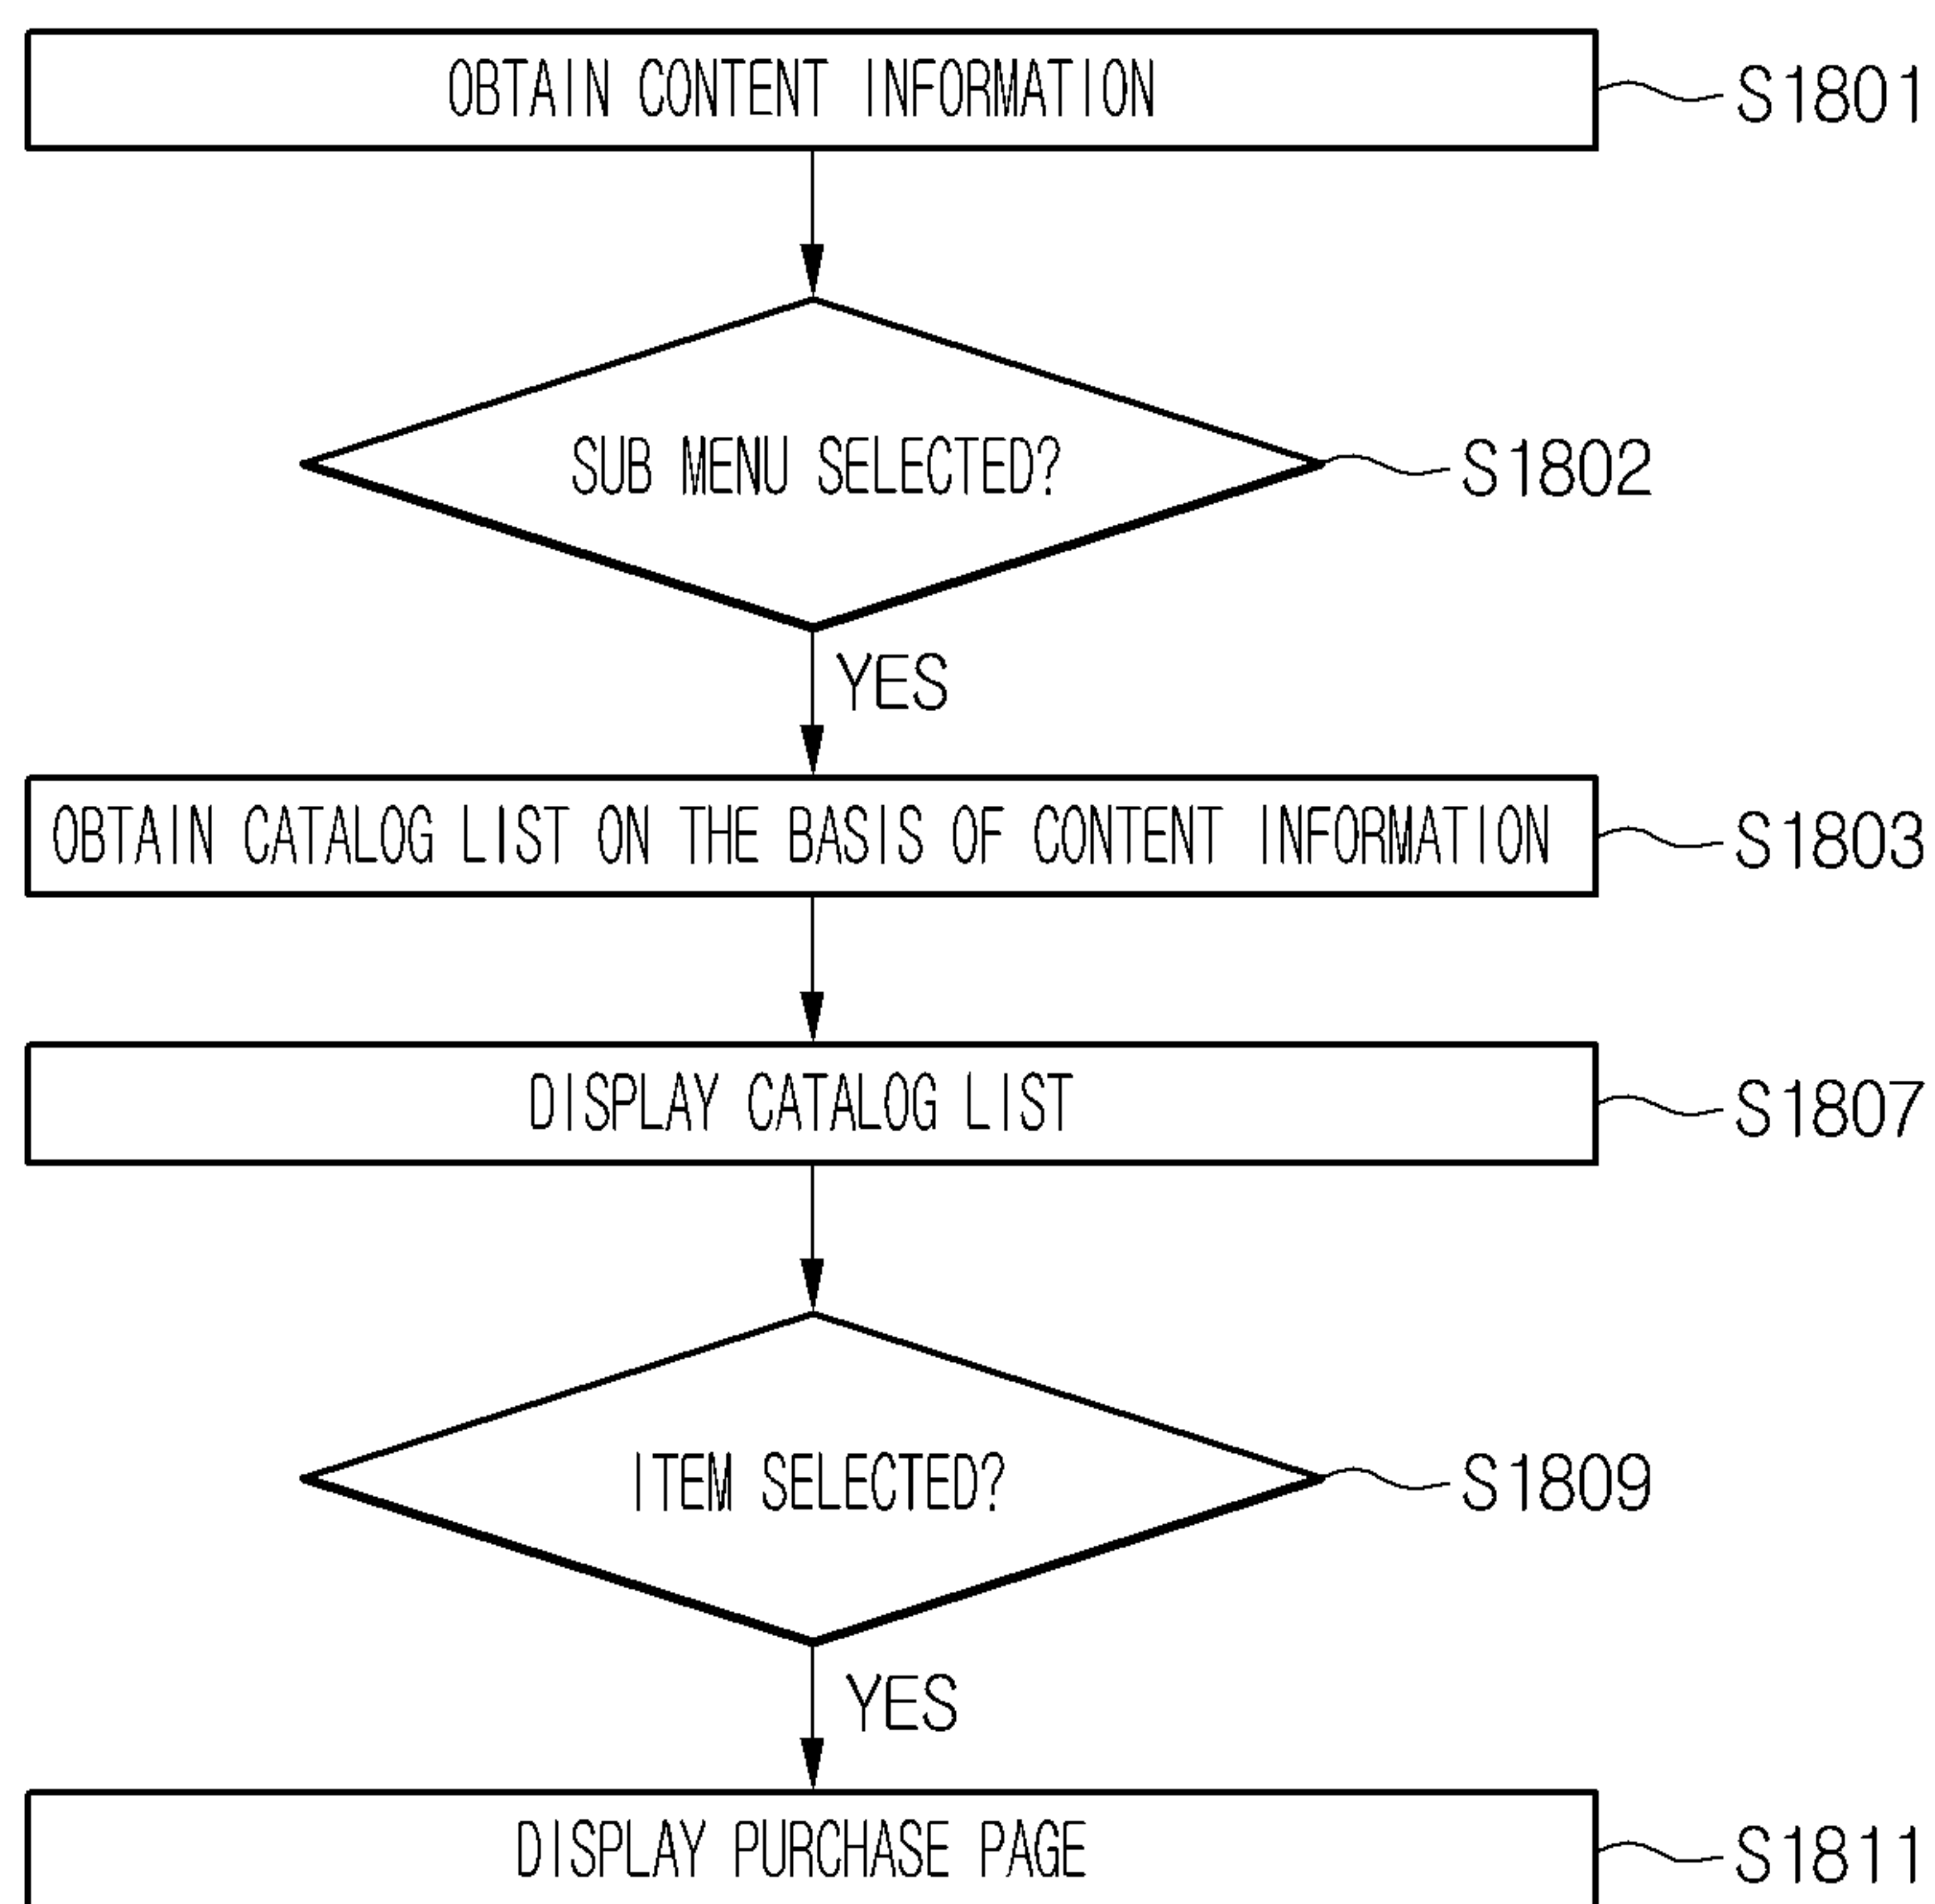 OBTAIN CONTENT INFORMATION
S1801
SUB MENU SELECTED?
S1802
YES
OBTAIN CATALOG LIST ON THE BASIS OF CONTENT INFORMATION
S1803
DISPLAY CATALOG LIST
S1807
ITEM SELECTED?
S1809
YES
DISPLAY PURCHASE PAGE
S1811